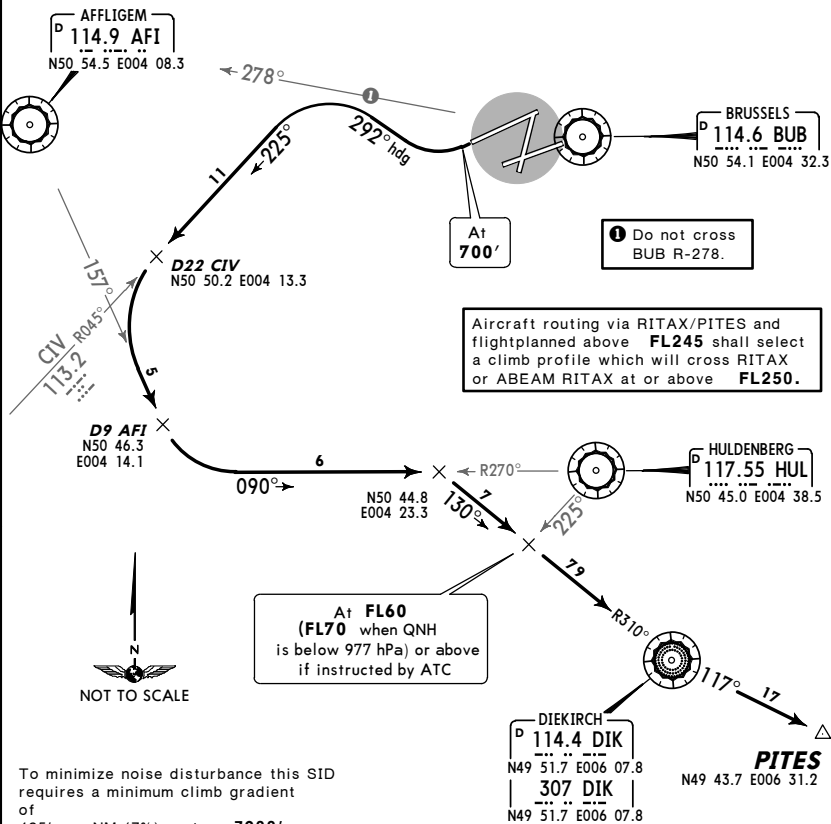 AFFLIGEM
D 114.9 AFI
N50 54.5 E004 08.3
278°
1
292° hdg
225°
11
BRUSSELS
D 114.6 BUB
N50 54.1 E004 32.3
At
700'
1 Do not cross
BUB R-278.
D22 CIV
N50 50.2 E004 13.3
157°
CIV R045°
113.2
5
Aircraft routing via RITAX/PITES and
flightplanned above FL245 shall select
a climb profile which will cross RITAX
or ABEAM RITAX at or above FL250.
D9 AFI
N50 46.3
E004 14.1
6
090°
R270°
HULDENBERG
D 117.55 HUL
N50 45.0 E004 38.5
N50 44.8
E004 23.3
7
130°
225°
79
At FL60
(FL70 when QNH
is below 977 hPa) or above
if instructed by ATC
R310°
N
NOT TO SCALE
117°
17
DIEKIRCH
D 114.4 DIK
N49 51.7 E006 07.8
307 DIK
N49 51.7 E006 07.8
PITES
N49 43.7 E006 31.2
To minimize noise disturbance this SID
requires a minimum climb gradient
of